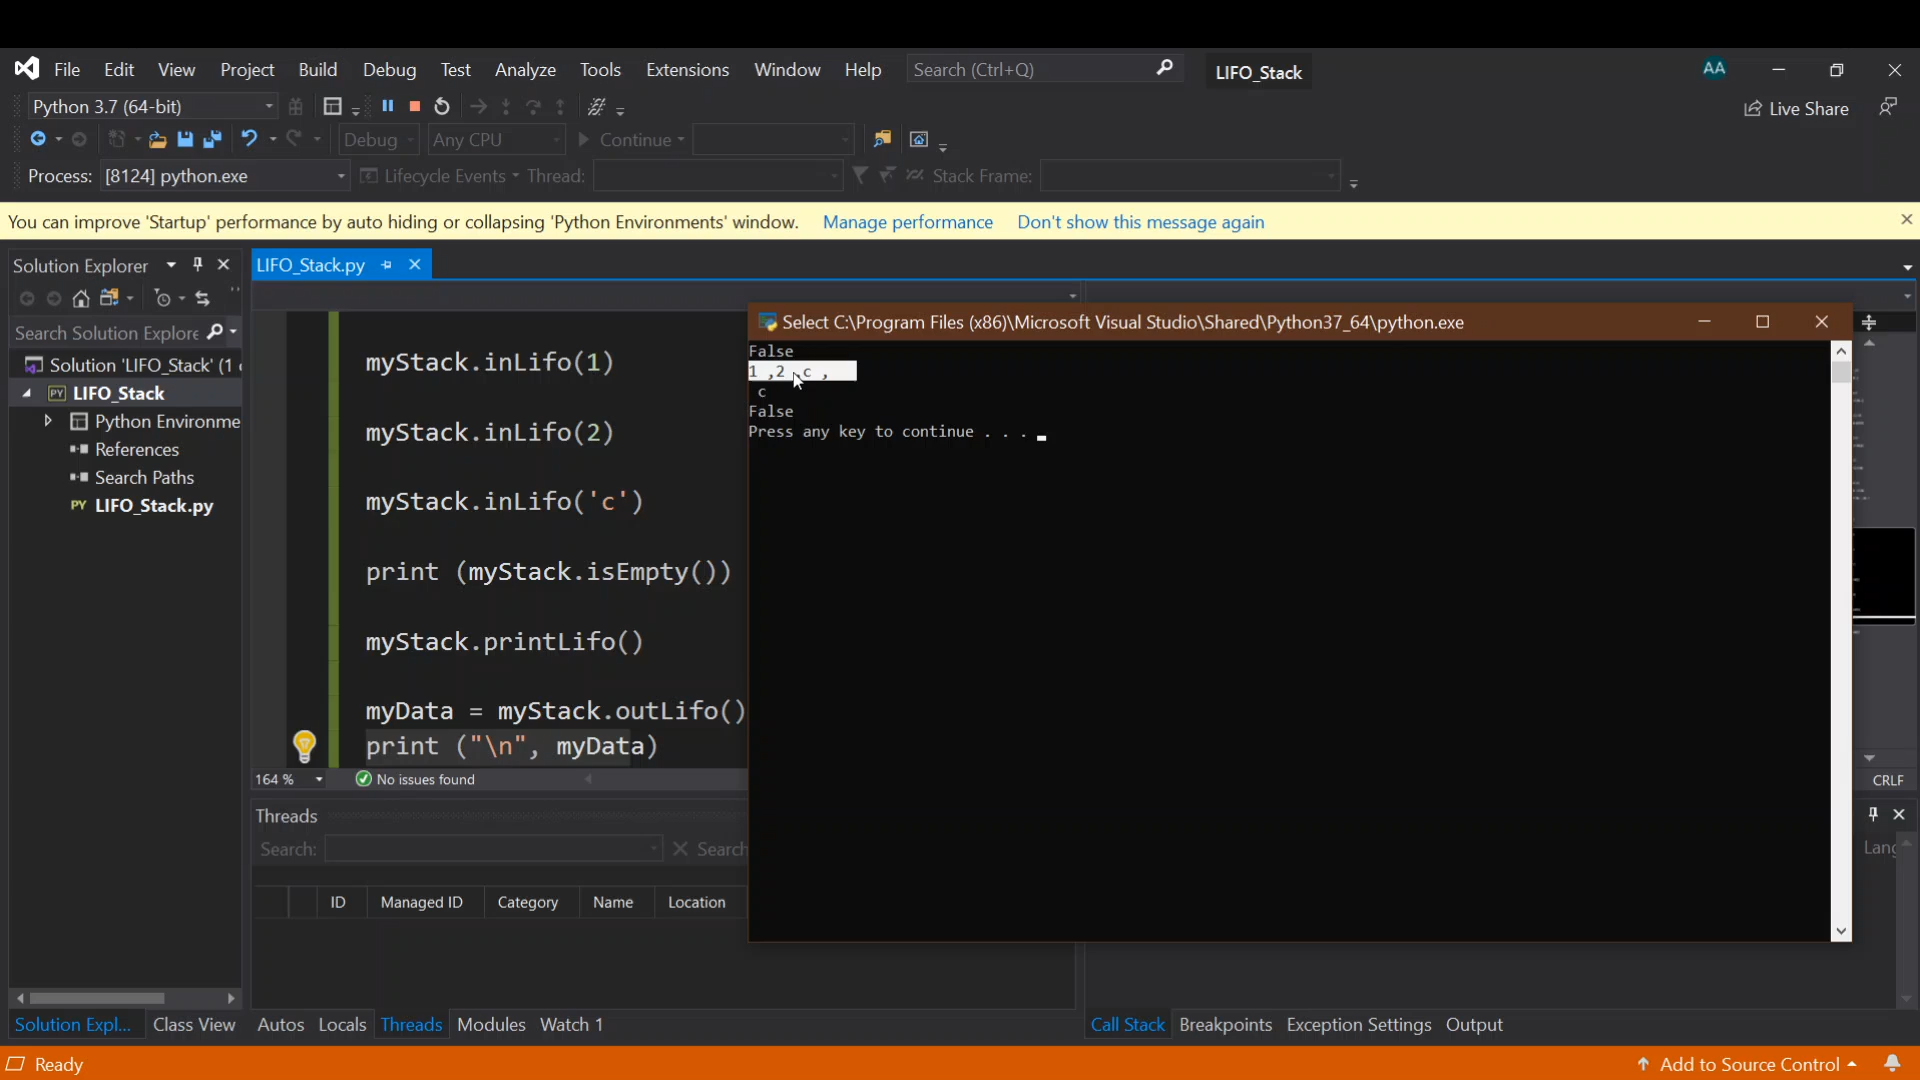 File Edit View Project Build Debug Test Analyze Tools Extensions Window Help Search (Ctrl+Q) LIFO_Stack AA
Python 3.7 (64-bit)
Live Share
Debug Any CPU Continue
Process: [8124] python.exe Lifecycle Events Thread: Stack Frame:
You can improve 'Startup' performance by auto hiding or collapsing 'Python Environments' window. Manage performance Don't show this message again
Solution Explorer
LIFO_Stack.py
Search Solution Explore
Solution 'LIFO_Stack' (1
LIFO_Stack
Python Environme
References
Search Paths
LIFO_Stack.py
myStack.inLifo(1)
myStack.inLifo(2)
myStack.inLifo('c')
print (myStack.isEmpty())
myStack.printLifo()
myData = myStack.outLifo()
print ("\n", myData)
164 % No issues found
Select C:\Program Files (x86)\Microsoft Visual Studio\Shared\Python37_64\python.exe
False
1 ,2 ,c ,
c
False
Press any key to continue . . .
CRLF
Threads
Search: Search
Lang
ID Managed ID Category Name Location
Solution Expl... Class View Autos Locals Threads Modules Watch 1
Call Stack Breakpoints Exception Settings Output
Ready
Add to Source Control